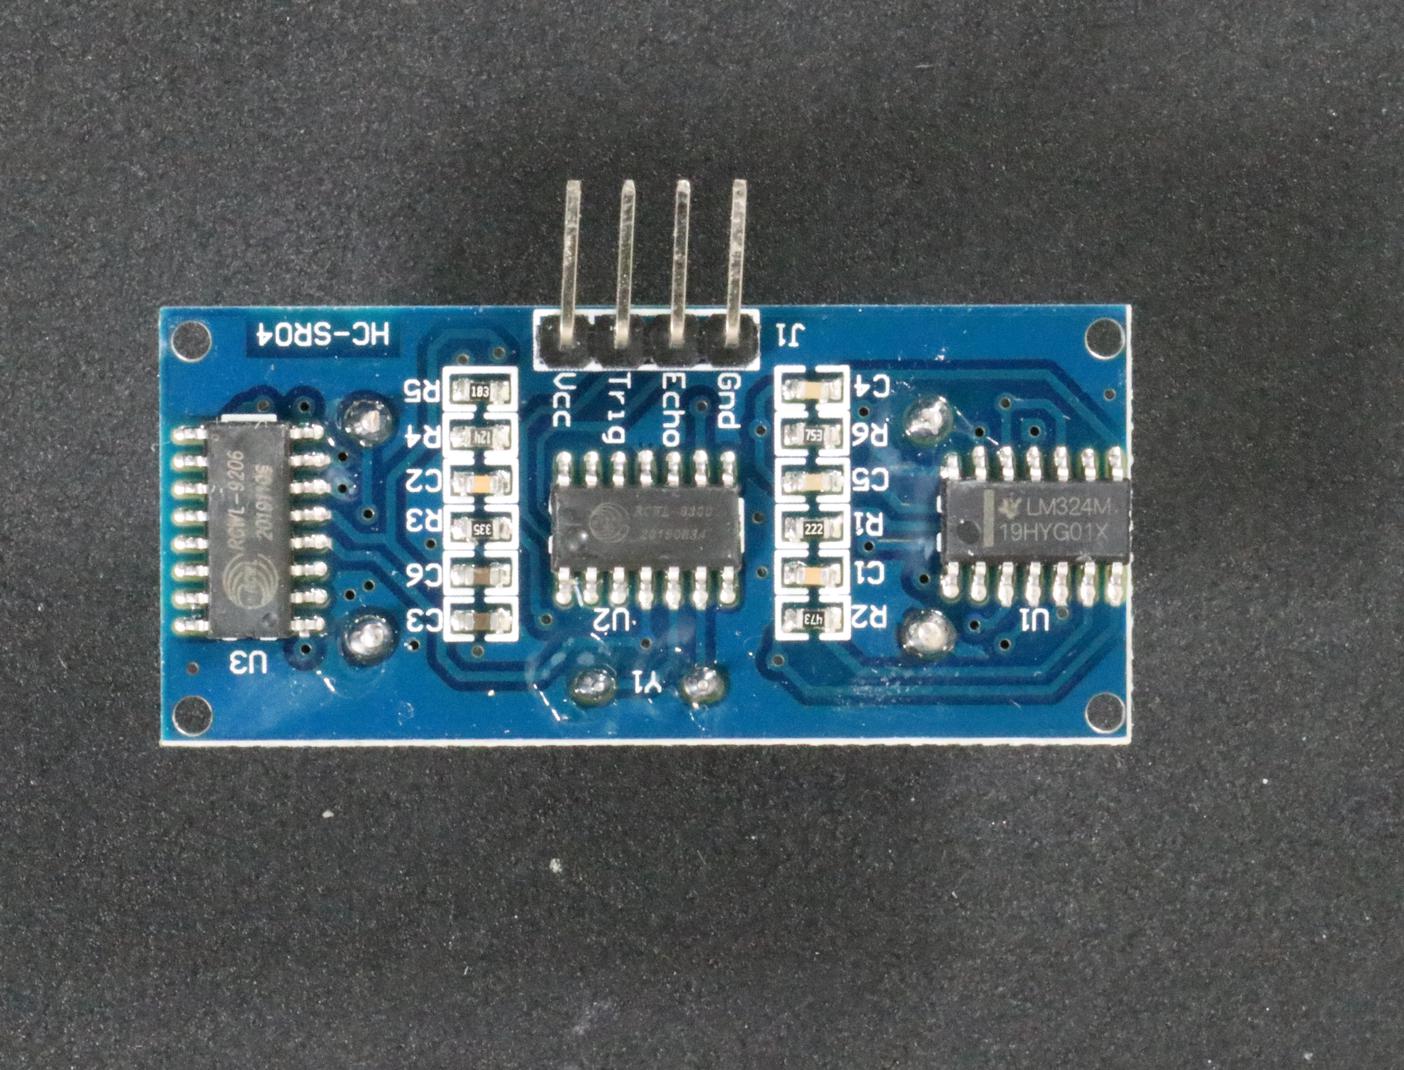 HC-SR04
J1
Vcc
Trig
Echo
Gnd
R5
183
R4
124
C2
R3
335
C6
C3
C4
R6
753
C5
R1
222
C1
R2
473
RCWL-9206
U3
U2
Y1
LM324M
19HYG01X
U1